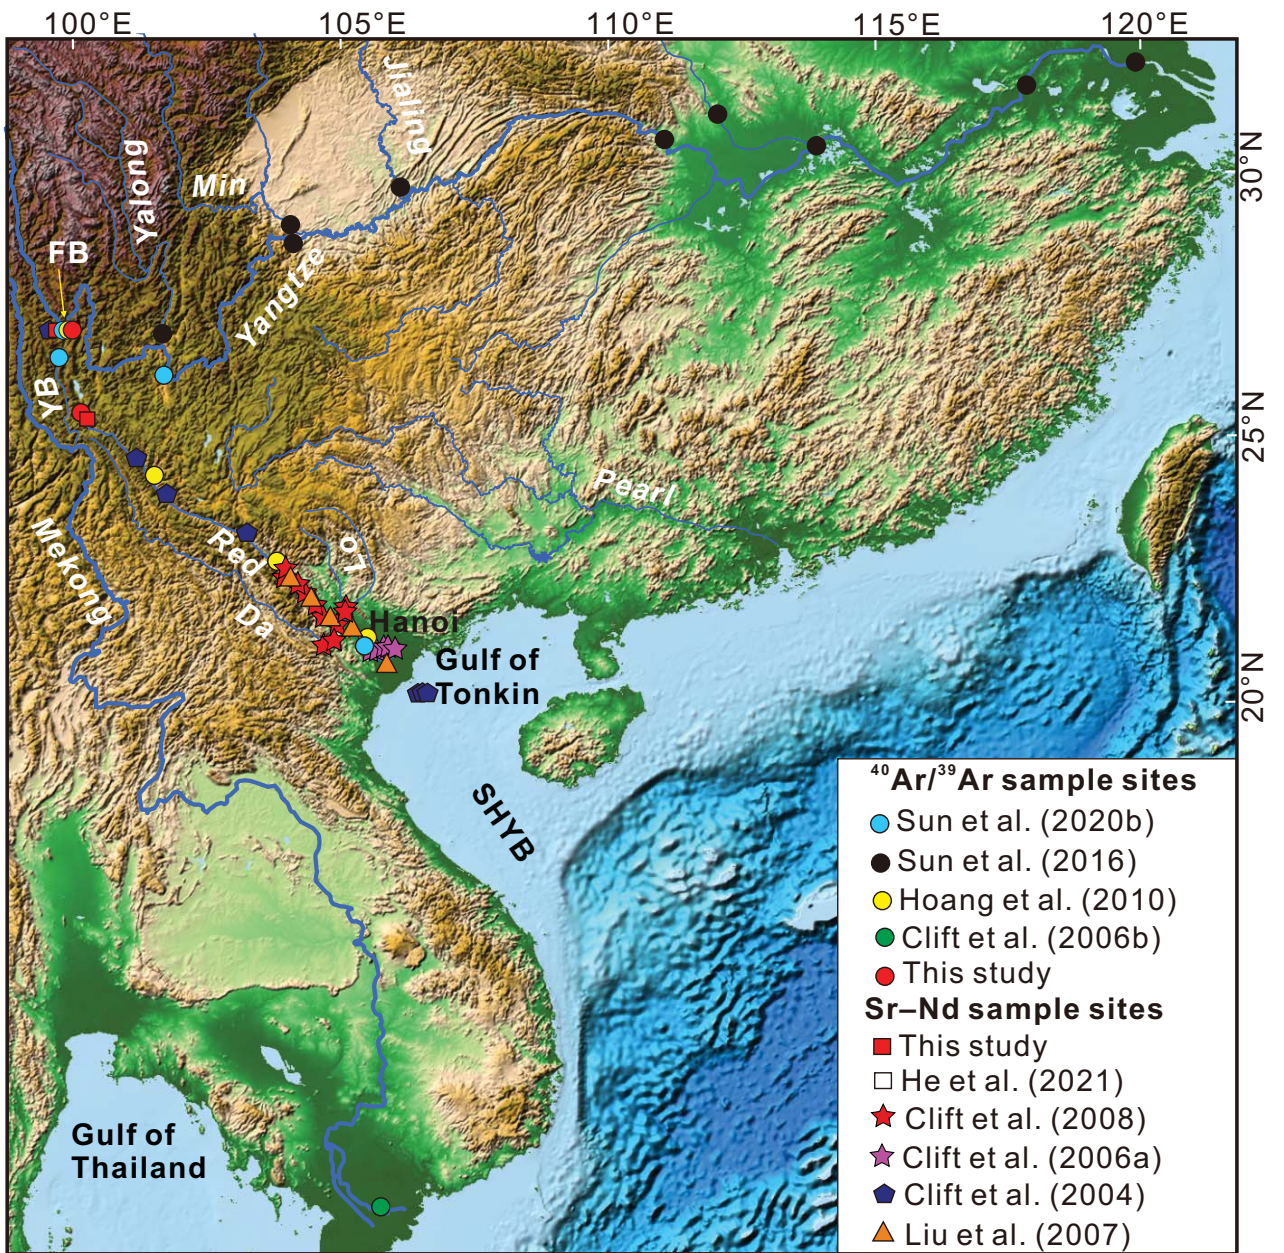 100°E 105°E 110°E 115°E 120°E
Jialing
Yalong
Min
30°N
FB
Yangtze
YB
25°N
Pearl
Mekong
Red
Lo
Da
Hanoi
Gulf of
Tonkin
20°N
SHYB
Gulf of
Thailand
⁴⁰Ar/³⁹Ar sample sites
Sun et al. (2020b)
Sun et al. (2016)
Hoang et al. (2010)
Clift et al. (2006b)
This study
Sr–Nd sample sites
This study
He et al. (2021)
Clift et al. (2008)
Clift et al. (2006a)
Clift et al. (2004)
Liu et al. (2007)